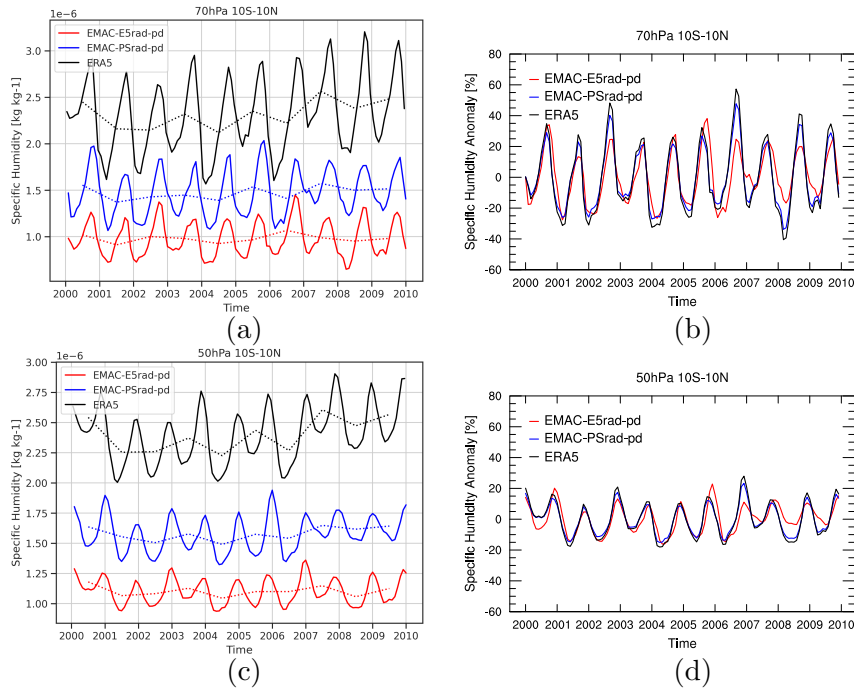 70hPa 10S-10N
1e−6
EMAC-E5rad-pd
EMAC-PSrad-pd
ERA5
Specific Humidity [kg kg-1]
3.0
2.5
2.0
1.5
1.0
2000 2001 2002 2003 2004 2005 2006 2007 2008 2009 2010
Time
(a)
70hPa 10S-10N
EMAC-E5rad-pd
EMAC-PSrad-pd
ERA5
Specific Humidity Anomaly [%]
80
60
40
20
0
-20
-40
-60
2000 2001 2002 2003 2004 2005 2006 2007 2008 2009 2010
Time
(b)
50hPa 10S-10N
1e−6
EMAC-E5rad-pd
EMAC-PSrad-pd
ERA5
Specific Humidity [kg kg-1]
3.00
2.75
2.50
2.25
2.00
1.75
1.50
1.25
1.00
2000 2001 2002 2003 2004 2005 2006 2007 2008 2009 2010
Time
(c)
50hPa 10S-10N
EMAC-E5rad-pd
EMAC-PSrad-pd
ERA5
Specific Humidity Anomaly [%]
80
60
40
20
0
-20
-40
-60
2000 2001 2002 2003 2004 2005 2006 2007 2008 2009 2010
Time
(d)